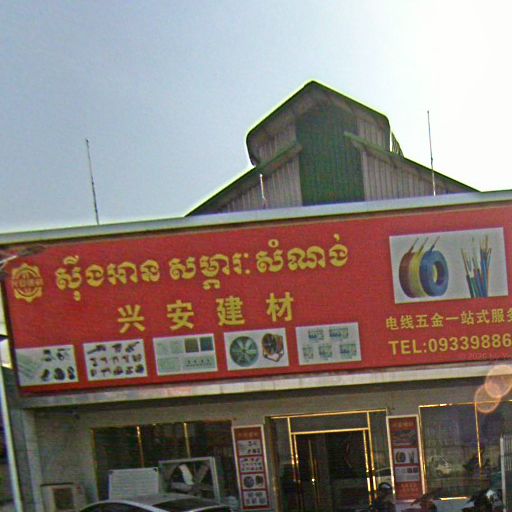 ស៊ីងអាន សម្ភារៈសំណង់
兴安建材
电线五金一站式服务
TEL:09339886